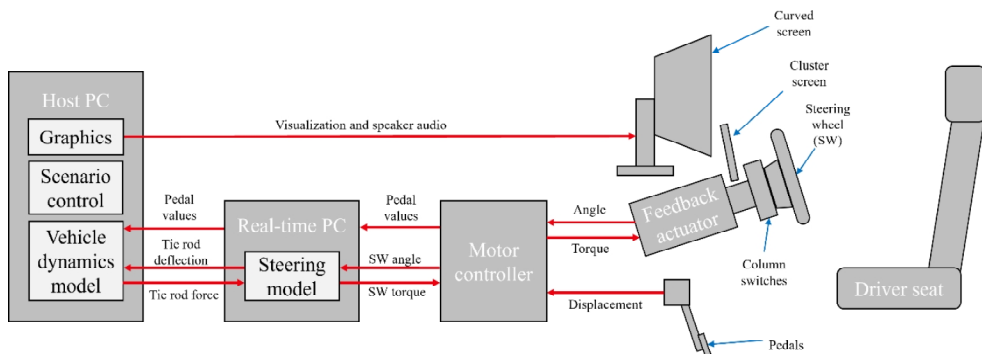 Curved
screen
Cluster
screen
Steering
wheel
(SW)
Host PC
Graphics
Visualization and speaker audio
Scenario
control
Pedal
values
Pedal
values
Angle
Feedback
actuator
Real-time PC
Vehicle
dynamics
model
Tie rod
deflection
Steering
model
SW angle
Motor
controller
Torque
Column
switches
Tie rod force
SW torque
Displacement
Driver seat
Pedals